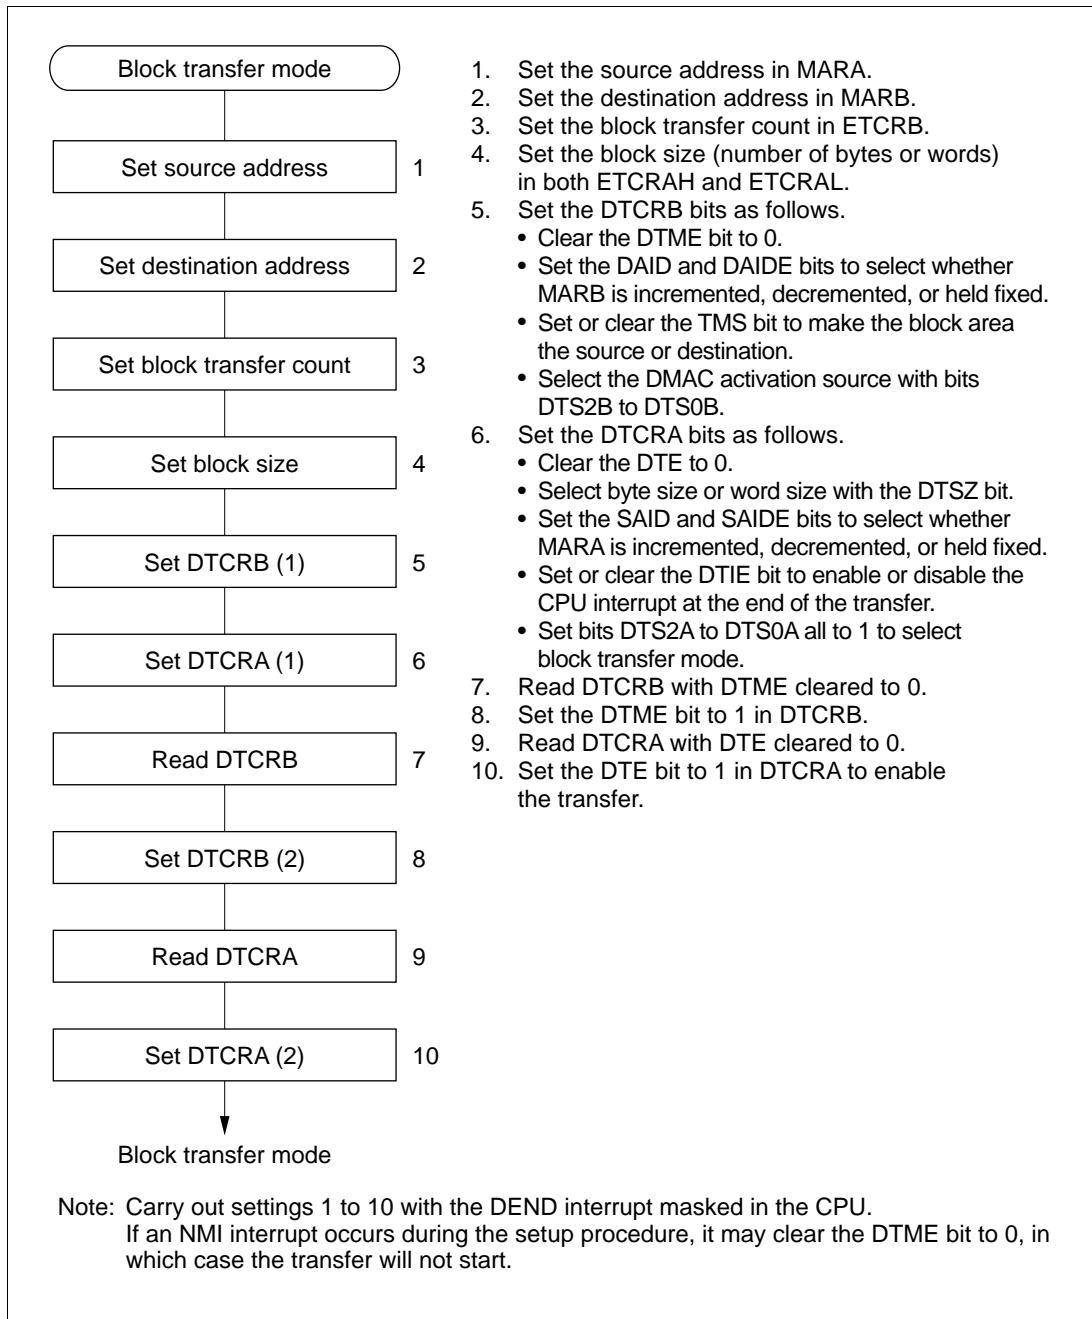 Block transfer mode
Set source address 1
Set destination address 2
Set block transfer count 3
Set block size 4
Set DTCRB (1) 5
Set DTCRA (1) 6
Read DTCRB 7
Set DTCRB (2) 8
Read DTCRA 9
Set DTCRA (2) 10
Block transfer mode
1. Set the source address in MARA.
2. Set the destination address in MARB.
3. Set the block transfer count in ETCRB.
4. Set the block size (number of bytes or words)
in both ETCRAH and ETCRAL.
5. Set the DTCRB bits as follows.
• Clear the DTME bit to 0.
• Set the DAID and DAIDE bits to select whether
MARB is incremented, decremented, or held fixed.
• Set or clear the TMS bit to make the block area
the source or destination.
• Select the DMAC activation source with bits
DTS2B to DTS0B.
6. Set the DTCRA bits as follows.
• Clear the DTE to 0.
• Select byte size or word size with the DTSZ bit.
• Set the SAID and SAIDE bits to select whether
MARA is incremented, decremented, or held fixed.
• Set or clear the DTIE bit to enable or disable the
CPU interrupt at the end of the transfer.
• Set bits DTS2A to DTS0A all to 1 to select
block transfer mode.
7. Read DTCRB with DTME cleared to 0.
8. Set the DTME bit to 1 in DTCRB.
9. Read DTCRA with DTE cleared to 0.
10. Set the DTE bit to 1 in DTCRA to enable
the transfer.
Note: Carry out settings 1 to 10 with the DEND interrupt masked in the CPU.
If an NMI interrupt occurs during the setup procedure, it may clear the DTME bit to 0, in
which case the transfer will not start.